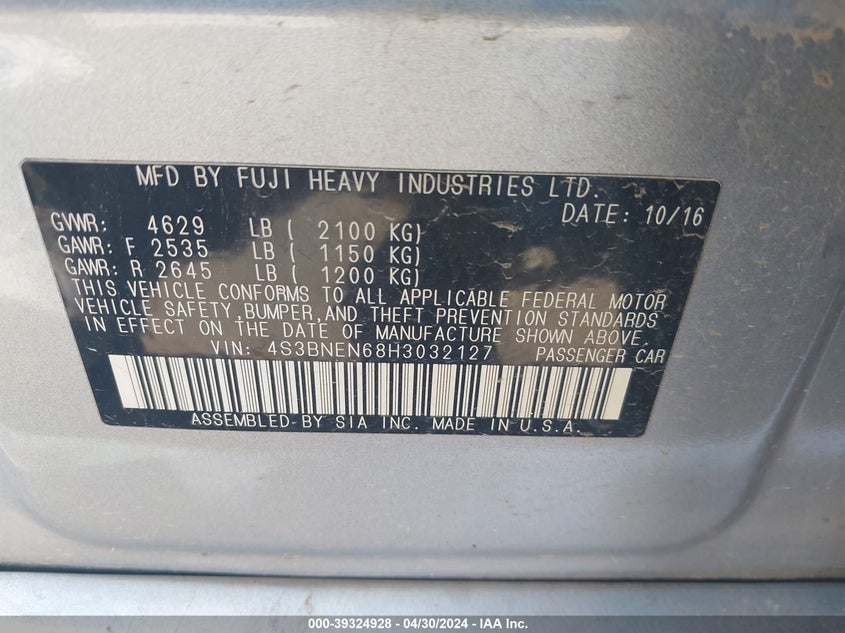 MFD BY FUJI HEAVY INDUSTRIES LTD.
DATE: 10/16
GVWR: 4629 LB ( 2100 KG)
GAWR: F 2535 LB ( 1150 KG)
GAWR: R 2645 LB ( 1200 KG)
THIS VEHICLE CONFORMS TO ALL APPLICABLE FEDERAL MOTOR
VEHICLE SAFETY, BUMPER, AND THEFT PREVENTION STANDARDS
IN EFFECT ON THE DATE OF MANUFACTURE SHOWN ABOVE.
VIN: 4S3BNEN68H3032127 PASSENGER CAR
ASSEMBLED BY SIA INC. MADE IN U.S.A.
000-39324928 - 04/30/2024 - IAA Inc.